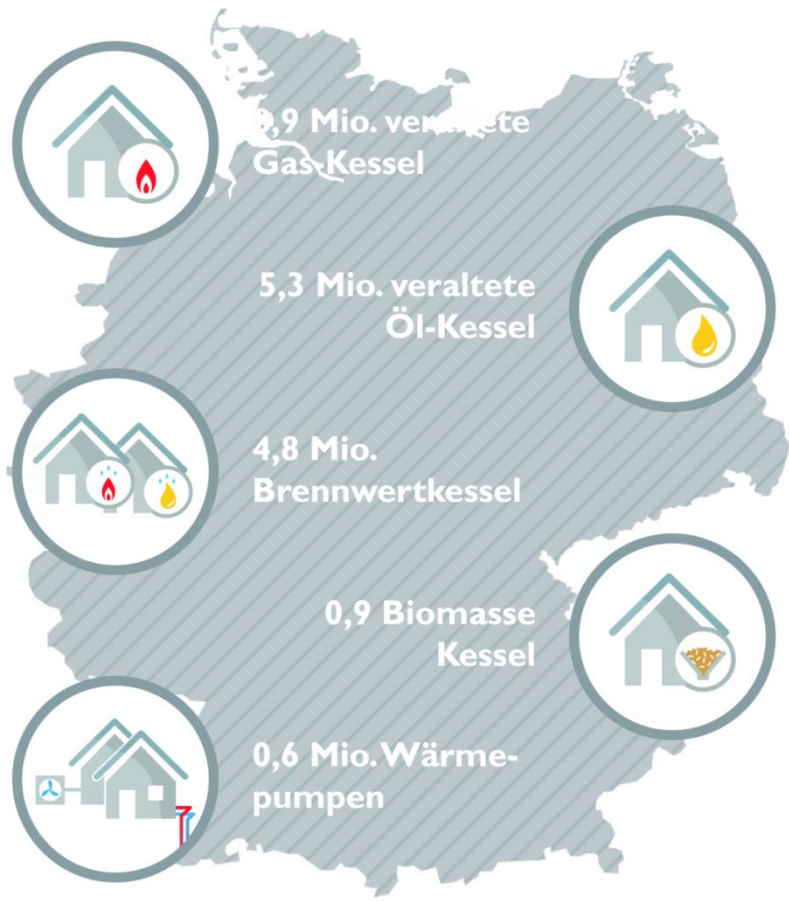 Mio. veraltete
Gas-Kessel
5,3 Mio. veraltete
Öl-Kessel
4,8 Mio.
Brennwertkessel
0,9 Biomasse
Kessel
0,6 Mio. Wärme-
pumpen